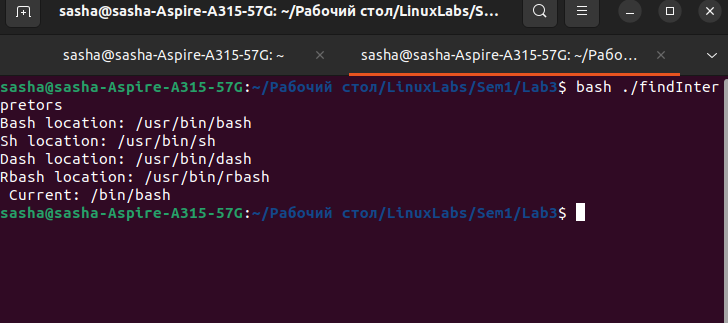 sasha@sasha-Aspire-A315-57G: ~/Рабочий стол/LinuxLabs/S...
sasha@sasha-Aspire-A315-57G: ~
sasha@sasha-Aspire-A315-57G: ~/Рабо...
sasha@sasha-Aspire-A315-57G:~/Рабочий стол/LinuxLabs/Sem1/Lab3$ bash ./findInter
pretors
Bash location: /usr/bin/bash
Sh location: /usr/bin/sh
Dash location: /usr/bin/dash
Rbash location: /usr/bin/rbash
 Current: /bin/bash
sasha@sasha-Aspire-A315-57G:~/Рабочий стол/LinuxLabs/Sem1/Lab3$